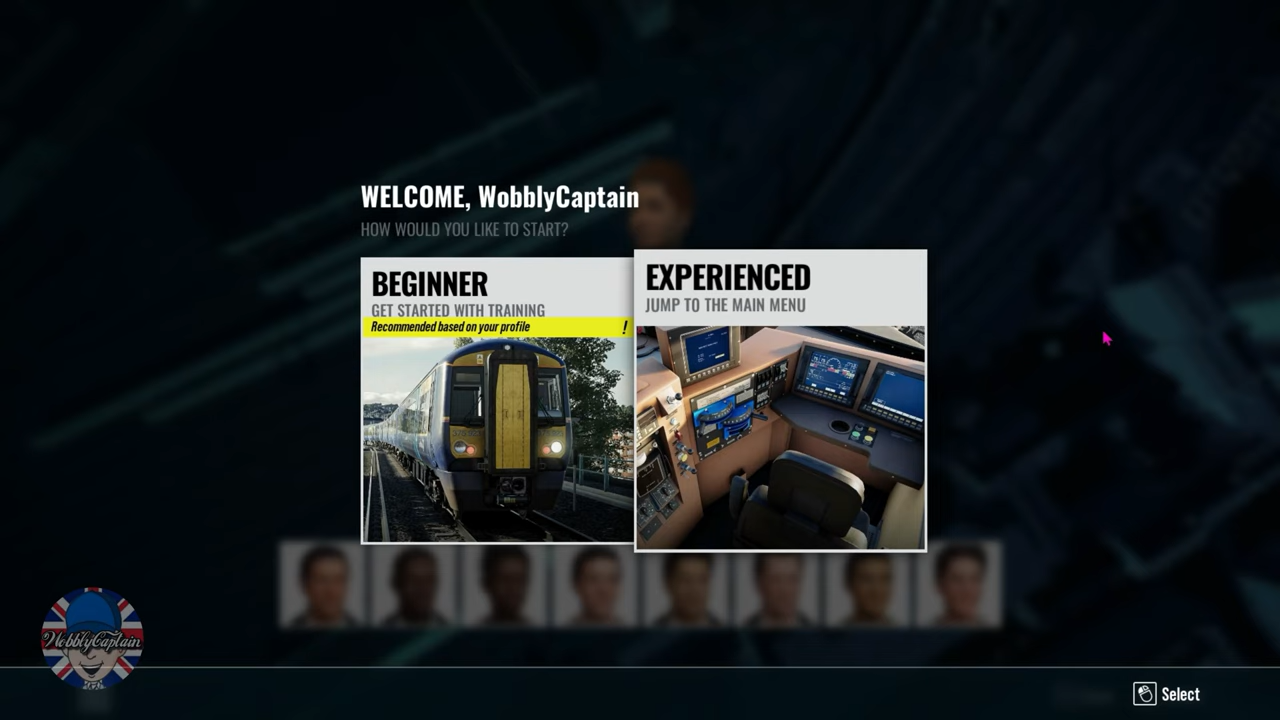 WELCOME, WobblyCaptain
HOW WOULD YOU LIKE TO START?
BEGINNER
GET STARTED WITH TRAINING
Recommended based on your profile !
EXPERIENCED
JUMP TO THE MAIN MENU
WobblyCaptain
Select